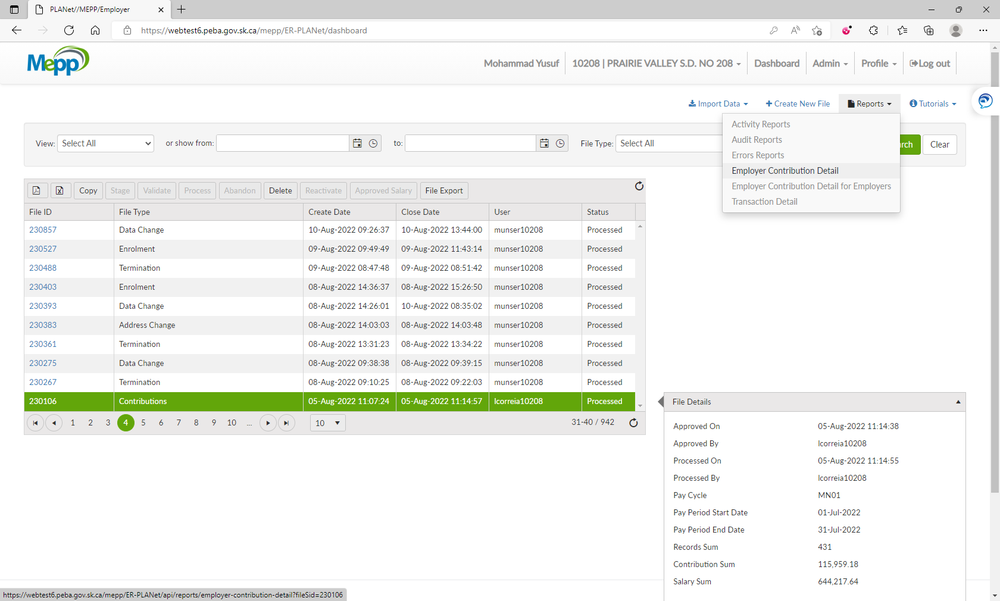 PLANet//MEPP/Employer
https://webtest6.peba.gov.sk.ca/mepp/ER-PLANet/dashboard
Mepp
Mohammad Yusuf
10208 | PRAIRIE VALLEY S.D. NO 208
Dashboard
Admin
Profile
Log out
Import Data
Create New File
Reports
Tutorials
Activity Reports
Audit Reports
Errors Reports
Employer Contribution Detail
Employer Contribution Detail for Employers
Transaction Detail
View: Select All or show from: to: File Type: Select All rch Clear
Copy Stage Validate Process Abandon Delete Reactivate Approved Salary File Export
File ID File Type Create Date Close Date User Status
230857 Data Change 10-Aug-2022 09:26:37 10-Aug-2022 13:44:00 munser10208 Processed
230527 Enrolment 09-Aug-2022 09:49:49 09-Aug-2022 11:43:14 munser10208 Processed
230488 Termination 09-Aug-2022 08:47:48 09-Aug-2022 08:51:42 munser10208 Processed
230403 Enrolment 08-Aug-2022 14:36:37 08-Aug-2022 15:26:50 munser10208 Processed
230393 Data Change 08-Aug-2022 14:26:01 10-Aug-2022 08:35:02 munser10208 Processed
230383 Address Change 08-Aug-2022 14:03:03 08-Aug-2022 14:03:48 munser10208 Processed
230361 Termination 08-Aug-2022 13:31:23 08-Aug-2022 13:34:22 munser10208 Processed
230275 Data Change 08-Aug-2022 09:38:38 08-Aug-2022 09:39:15 munser10208 Processed
230267 Termination 08-Aug-2022 09:10:25 08-Aug-2022 09:22:03 munser10208 Processed
230106 Contributions 05-Aug-2022 11:07:24 05-Aug-2022 11:14:57 lcorreia10208 Processed
1 2 3 4 5 6 7 8 9 10 ... 10 31-40 / 942
File Details
Approved On 05-Aug-2022 11:14:38
Approved By lcorreia10208
Processed On 05-Aug-2022 11:14:55
Processed By lcorreia10208
Pay Cycle MN01
Pay Period Start Date 01-Jul-2022
Pay Period End Date 31-Jul-2022
Records Sum 431
Contribution Sum 115,959.18
Salary Sum 644,217.64
https://webtest6.peba.gov.sk.ca/mepp/ER-PLANet/api/reports/employer-contribution-detail?fileSid=230106